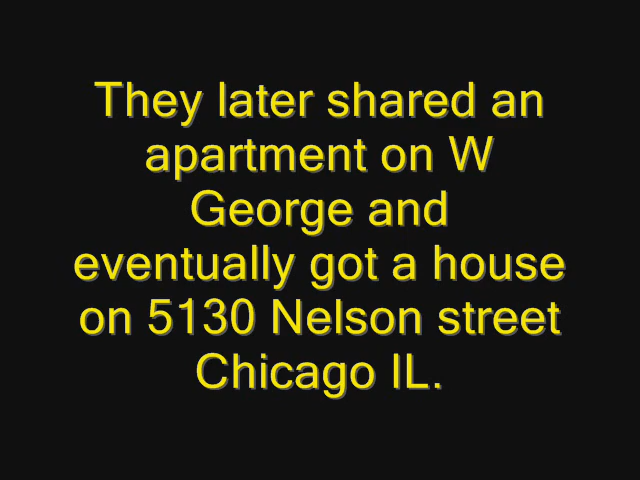 They later shared an
apartment on W
George and
eventually got a house
on 5130 Nelson street
Chicago IL.